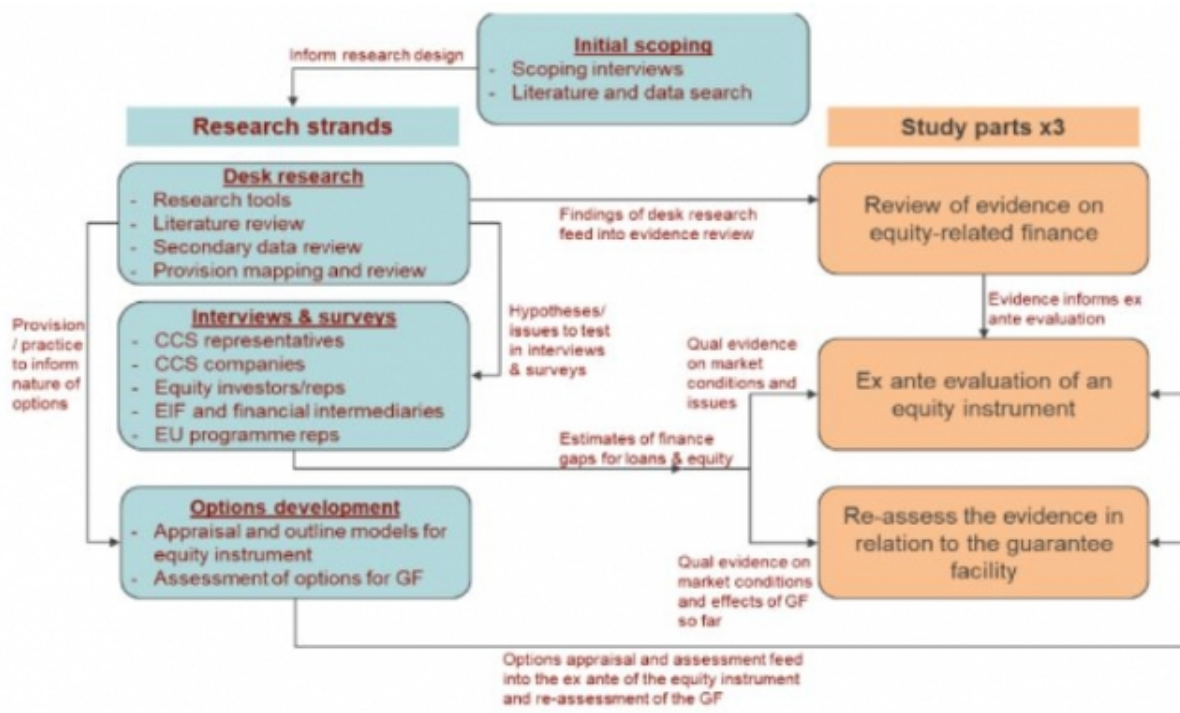 Initial scoping
- Scoping interviews
- Literature and data search
Inform research design
Research strands
Study parts x3
Desk research
- Research tools
- Literature review
- Secondary data review
- Provision mapping and review
Findings of desk research
feed into evidence review
Review of evidence on
equity-related finance
Evidence informs ex
ante evaluation
Provision
/ practice
to inform
nature of
options
Interviews & surveys
- CCS representatives
- CCS companies
- Equity investors/reps
- EIF and financial intermediaries
- EU programme reps
Hypotheses/
issues to test
in interviews
& surveys
Qual evidence
on market
conditions and
issues
Ex ante evaluation of an
equity instrument
Estimates of finance
gaps for loans & equity
Options development
- Appraisal and outline models for
equity instrument
- Assessment of options for GF
Re-assess the evidence in
relation to the guarantee
facility
Qual evidence on
market conditions
and effects of GF
so far
Options appraisal and assessment feed
into the ex ante of the equity instrument
and re-assessment of the GF